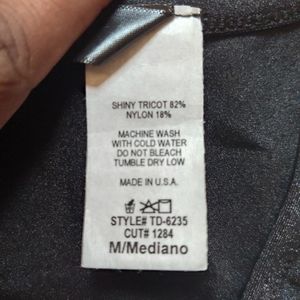 SHINY TRICOT 82%
NYLON 18%
MACHINE WASH
WITH COLD WATER
DO NOT BLEACH
TUMBLE DRY LOW
MADE IN U.S.A.
STYLE# TD-6235
CUT# 1284
M/Mediano